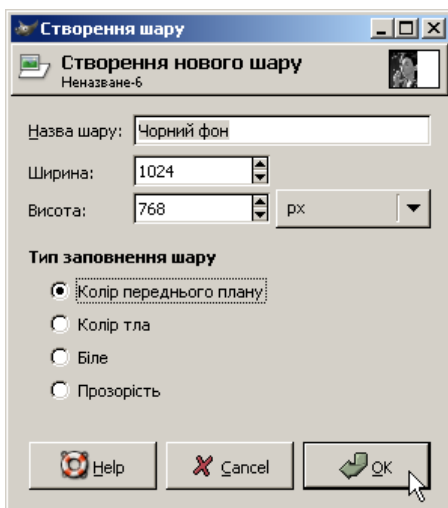 Створення шару
Створення нового шару
Неназване-6
Назва шару: Чорний фон
Ширина: 1024
Висота: 768 px
Тип заповнення шару
Колір переднього плану
Колір тла
Біле
Прозорість
Help Cancel OK